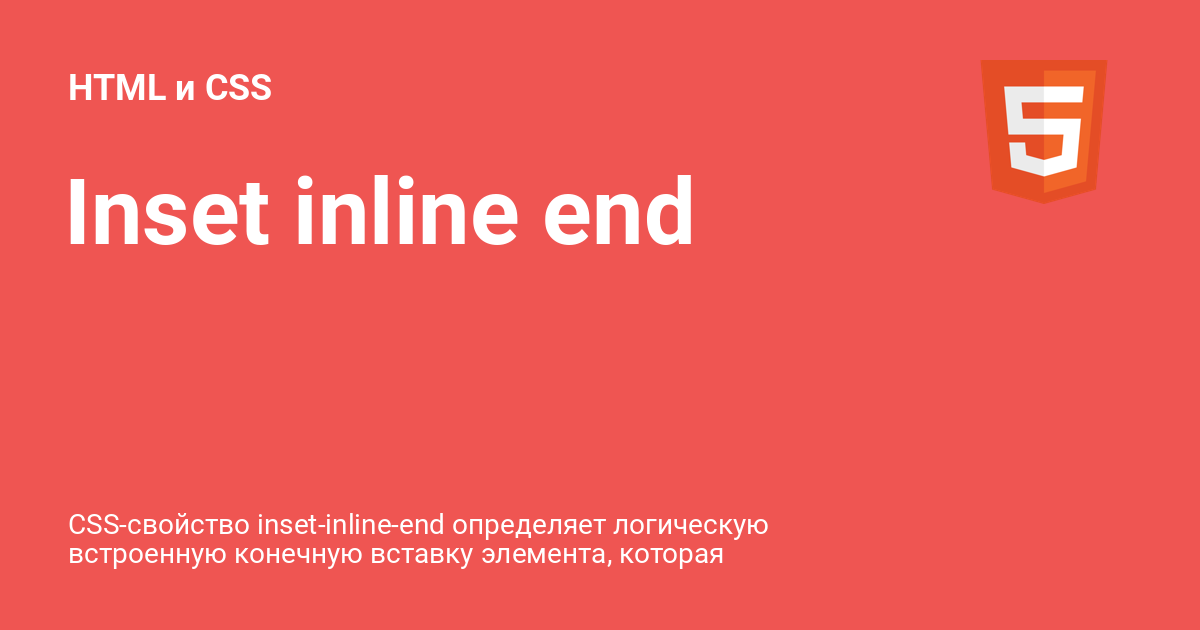 HTML и CSS
Inset inline end
CSS-свойство inset-inline-end определяет логическую
встроенную конечную вставку элемента, которая